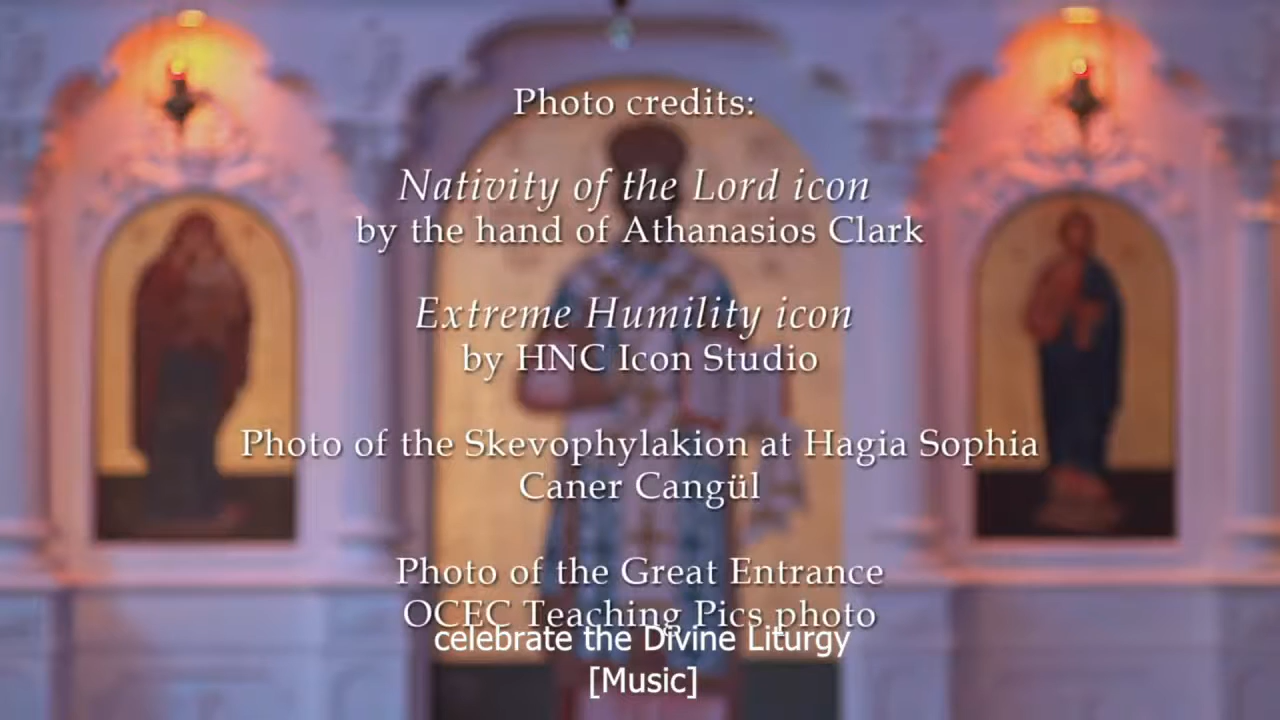 Photo credits:
Nativity of the Lord icon
by the hand of Athanasios Clark
Extreme Humility icon
by HNC Icon Studio
Photo of the Skevophylakion at Hagia Sophia
Caner Cangül
Photo of the Great Entrance
OCEC Teaching Pics photo
celebrate the Divine Liturgy
[Music]